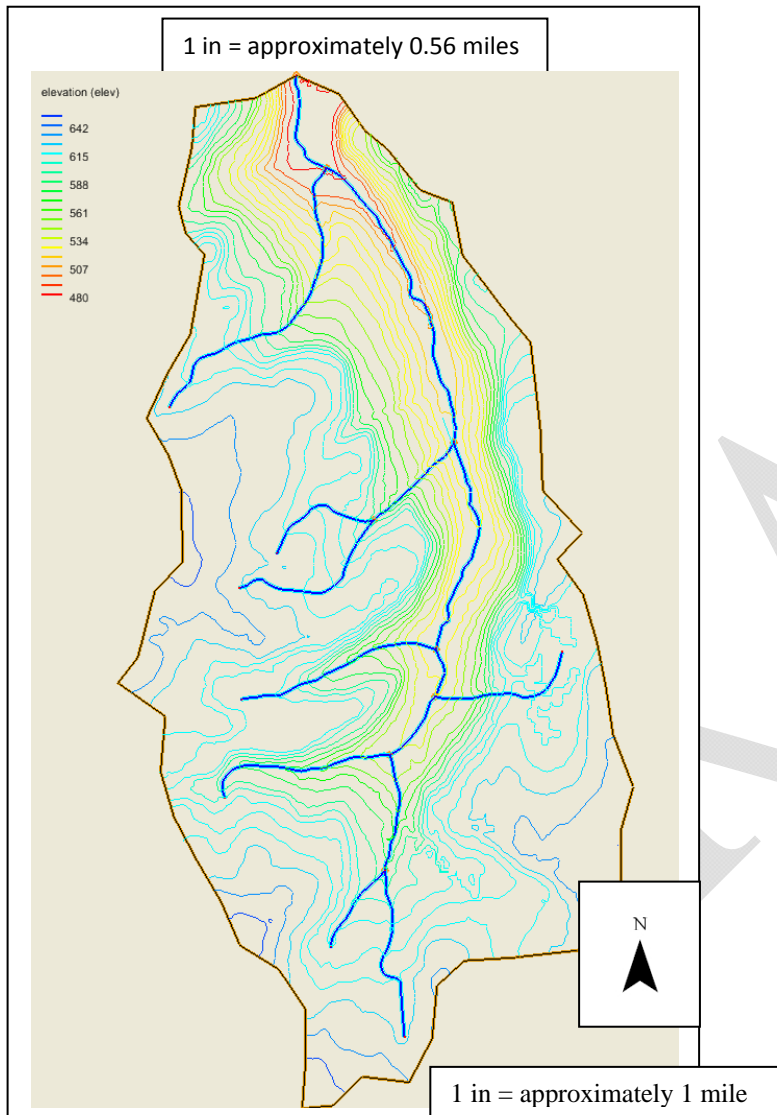 1 in = approximately 0.56 miles
elevation (elev)
642
615
588
561
534
507
480
N
1 in = approximately 1 mile